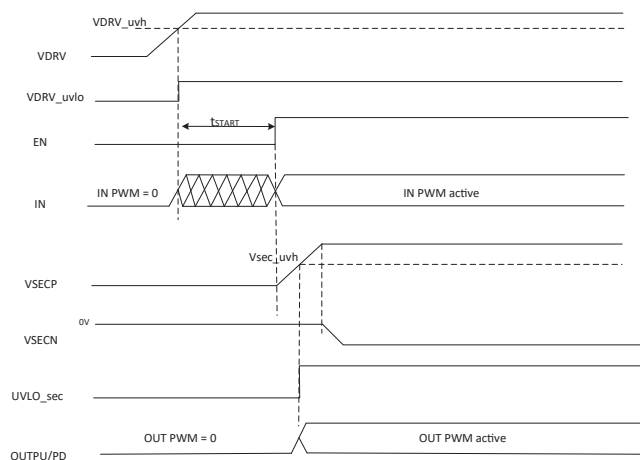 VDRV_uvh
VDRV
VDRV_uvlo
tSTART
EN
IN PWM = 0
IN PWM active
IN
Vsec_uvh
VSECP
0V
VSECN
UVLO_sec
OUT PWM = 0
OUT PWM active
OUTPU/PD